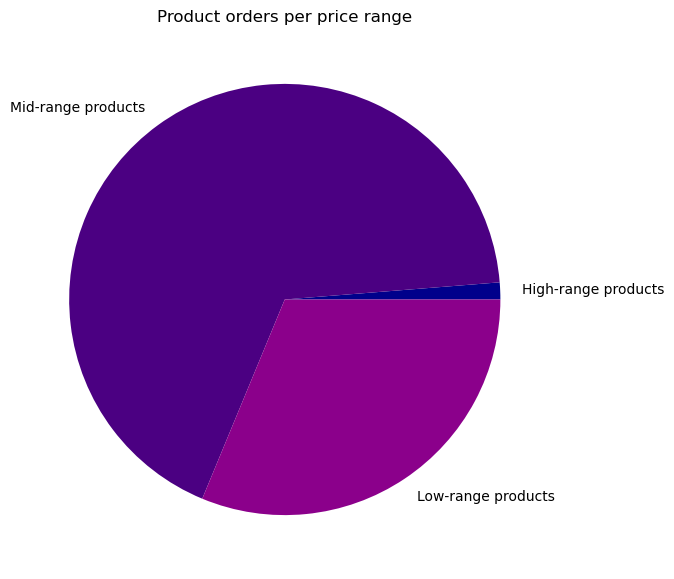 Product orders per price range
Mid-range products
High-range products
Low-range products